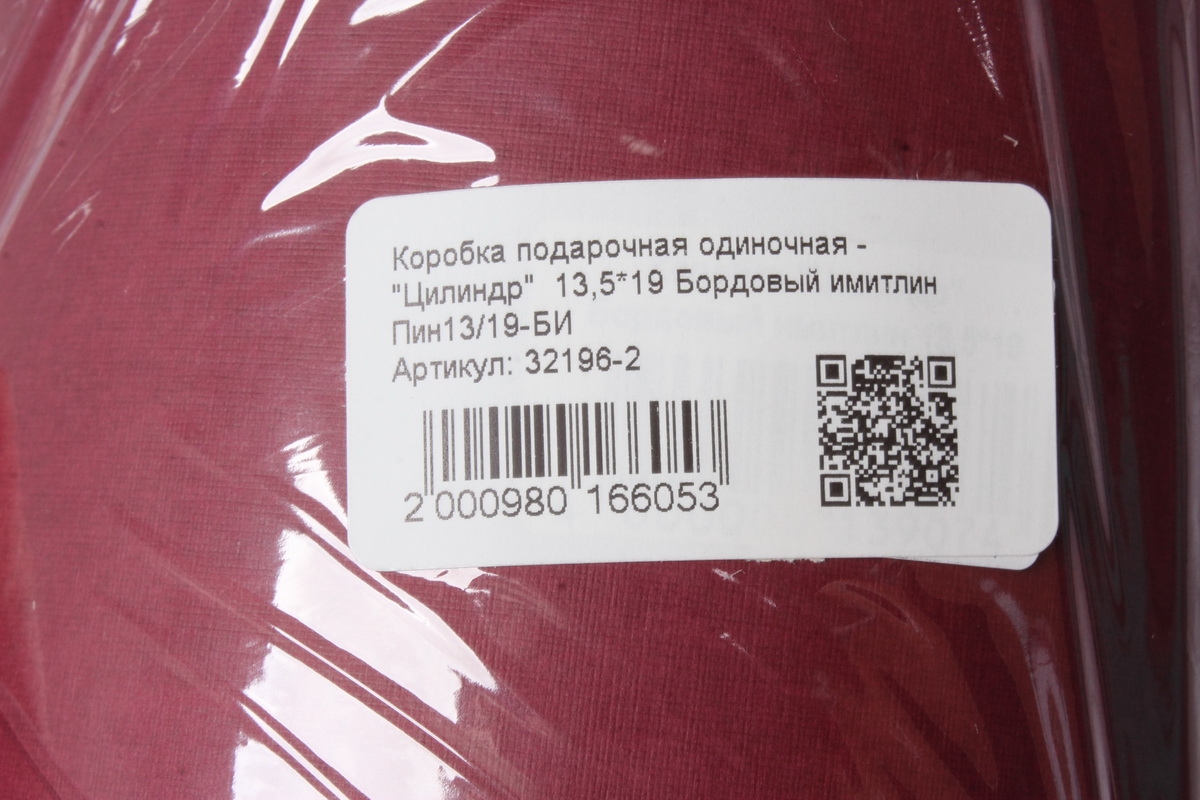 Коробка подарочная одиночная -
"Цилиндр" 13,5*19 Бордовый имитлин
Пин13/19-БИ
Артикул: 32196-2
2 000980 166053